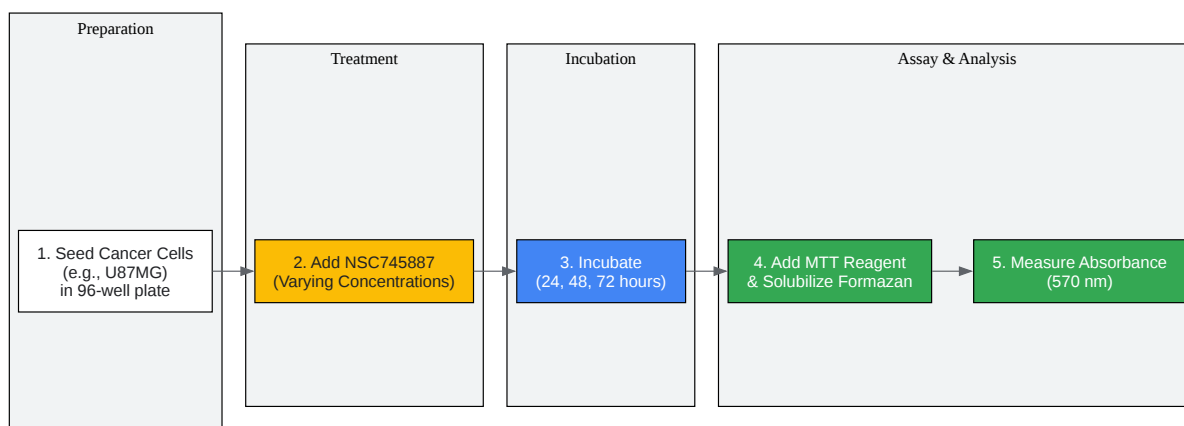 Preparation
Treatment
Incubation
Assay & Analysis
1. Seed Cancer Cells
(e.g., U87MG)
in 96-well plate
2. Add NSC745887
(Varying Concentrations)
3. Incubate
(24, 48, 72 hours)
4. Add MTT Reagent
& Solubilize Formazan
5. Measure Absorbance
(570 nm)